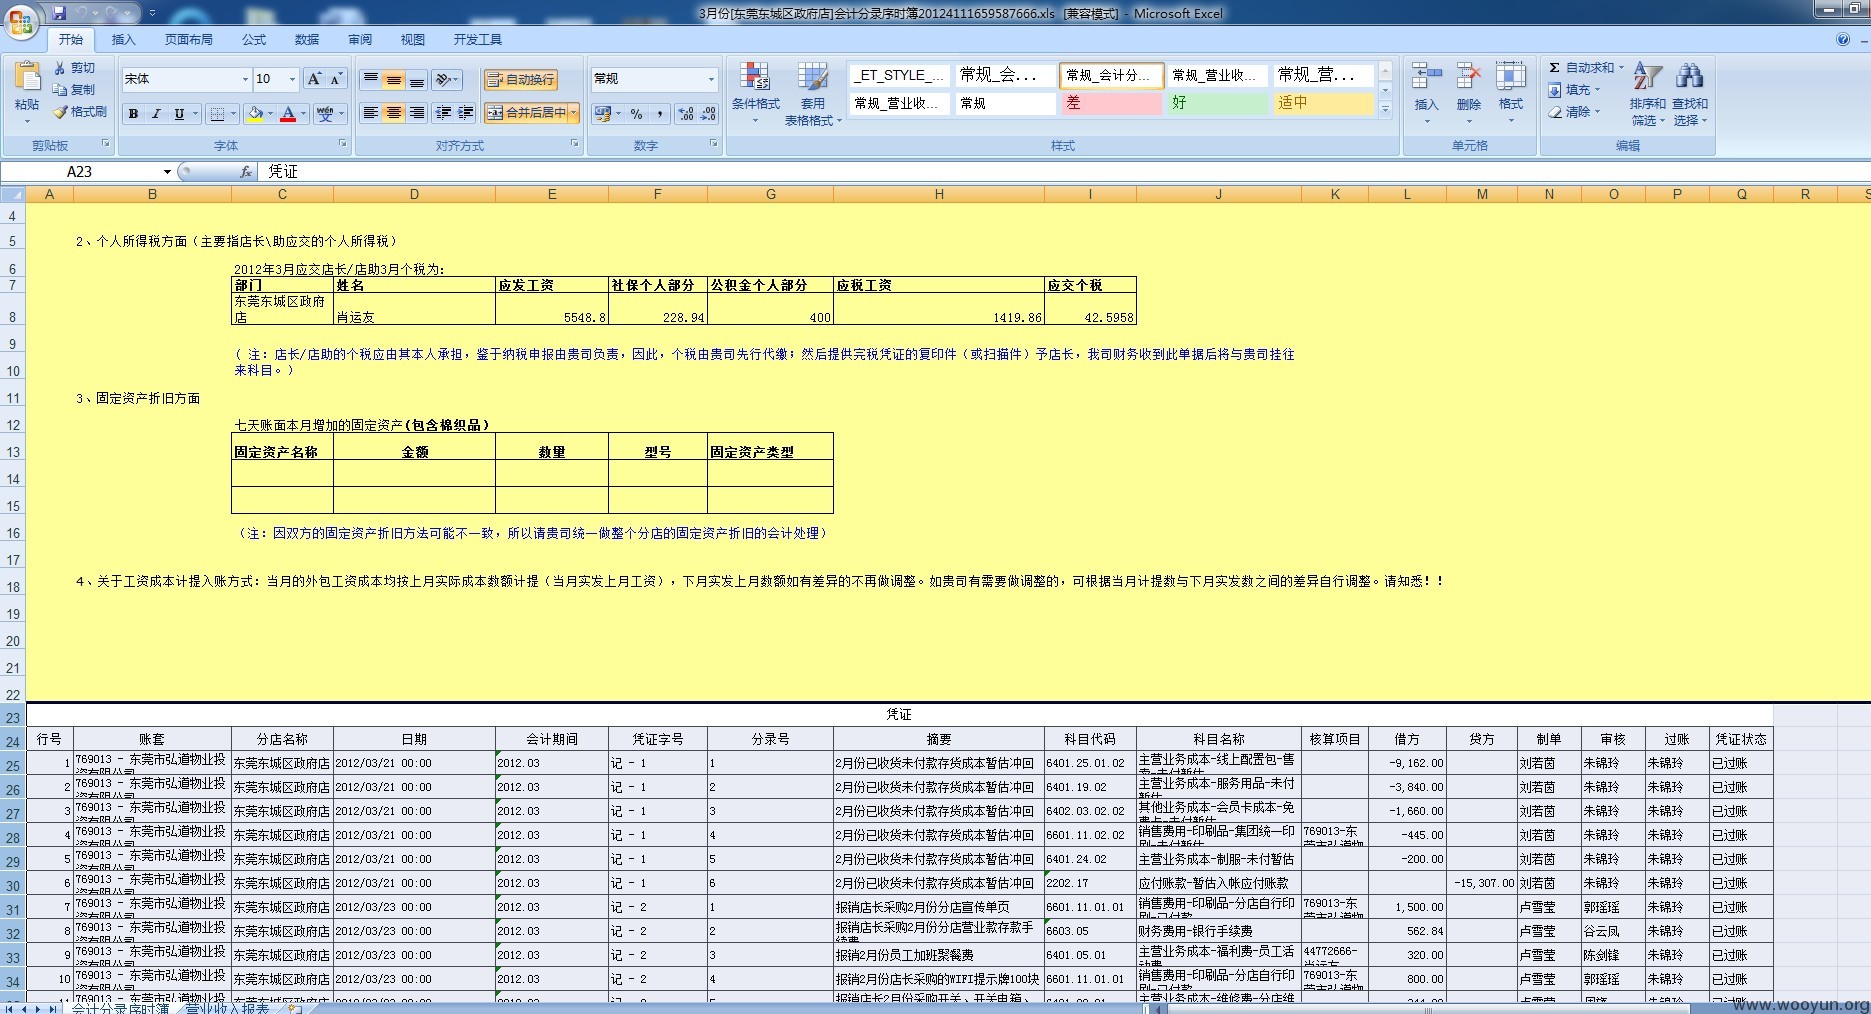 3月份[东莞东城区政府店]会计分录序时簿20124111659587666.xls [兼容模式] - Microsoft Excel
开始 插入 页面布局 公式 数据 审阅 视图 开发工具
粘贴 剪切 复制 格式刷 剪贴板
宋体 10 B I U 字体
自动换行 合并后居中 对齐方式
常规 % , 数字
条件格式 套用表格格式
_ET_STYLE_... 常规_会... 常规_会计分... 常规_营业收... 常规_营...
常规_营业收... 常规 差 好 适中
样式
插入 删除 格式 单元格
Σ 自动求和 填充 清除 排序和筛选 查找和选择 编辑
A23 fx 凭证
A B C D E F G H I J K L M N O P Q R S
4
5 2、个人所得税方面（主要指店长\助应交的个人所得税）
6 2012年3月应交店长/店助3月个税为:
7 部门 姓名 应发工资 社保个人部分 公积金个人部分 应税工资 应交个税
8 东莞东城区政府店 肖运友 5548.8 228.94 400 1419.86 42.5958
9 （ 注：店长/店助的个税应由其本人承担，鉴于纳税申报由贵司负责，因此，个税由贵司先行代缴；然后提供完税凭证的复印件（或扫描件）予店长，我司财务收到此单据后将与贵司挂往
10 来科目。）
11 3、固定资产折旧方面
12 七天账面本月增加的固定资产(包含棉织品)
13 固定资产名称 金额 数量 型号 固定资产类型
14
15
16 （注：因双方的固定资产折旧方法可能不一致，所以请贵司统一做整个分店的固定资产折旧的会计处理）
17
18 4、关于工资成本计提入账方式：当月的外包工资成本均按上月实际成本数额计提（当月实发上月工资），下月实发上月数额如有差异的不再做调整。如贵司有需要做调整的，可根据当月计提数与下月实发数之间的差异自行调整。请知悉！！
19
20
21
22
23 凭证
24 行号 账套 分店名称 日期 会计期间 凭证字号 分录号 摘要 科目代码 科目名称 核算项目 借方 贷方 制单 审核 过账 凭证状态
25 1 769013 - 东莞市弘道物业投资有限公司 东莞东城区政府店 2012/03/21 00:00 2012.03 记 - 1 1 2月份已收货未付款存货成本暂估冲回 6401.25.01.02 主营业务成本-线上配置包-售卖-未付暂估 -9,162.00 刘若茵 朱锦玲 朱锦玲 已过账
26 2 769013 - 东莞市弘道物业投资有限公司 东莞东城区政府店 2012/03/21 00:00 2012.03 记 - 1 2 2月份已收货未付款存货成本暂估冲回 6401.19.02 主营业务成本-服务用品-未付暂估 -3,840.00 刘若茵 朱锦玲 朱锦玲 已过账
27 3 769013 - 东莞市弘道物业投资有限公司 东莞东城区政府店 2012/03/21 00:00 2012.03 记 - 1 3 2月份已收货未付款存货成本暂估冲回 6402.03.02.02 其他业务成本-会员卡成本-免费卡-未付暂估 -1,660.00 刘若茵 朱锦玲 朱锦玲 已过账
28 4 769013 - 东莞市弘道物业投资有限公司 东莞东城区政府店 2012/03/21 00:00 2012.03 记 - 1 4 2月份已收货未付款存货成本暂估冲回 6601.11.02.02 销售费用-印刷品-集团统一印刷-未付暂估 769013-东莞市弘道物 -445.00 刘若茵 朱锦玲 朱锦玲 已过账
29 5 769013 - 东莞市弘道物业投资有限公司 东莞东城区政府店 2012/03/21 00:00 2012.03 记 - 1 5 2月份已收货未付款存货成本暂估冲回 6401.24.02 主营业务成本-制服-未付暂估 -200.00 刘若茵 朱锦玲 朱锦玲 已过账
30 6 769013 - 东莞市弘道物业投资有限公司 东莞东城区政府店 2012/03/21 00:00 2012.03 记 - 1 6 2月份已收货未付款存货成本暂估冲回 2202.17 应付账款-暂估入帐应付账款 -15,307.00 刘若茵 朱锦玲 朱锦玲 已过账
31 7 769013 - 东莞市弘道物业投资有限公司 东莞东城区政府店 2012/03/23 00:00 2012.03 记 - 2 1 报销店长采购2月份分店宣传单页 6601.11.01.01 销售费用-印刷品-分店自行印刷-已付款 769013-东莞市弘道物 1,500.00 卢雪莹 郭瑶瑶 朱锦玲 已过账
32 8 769013 - 东莞市弘道物业投资有限公司 东莞东城区政府店 2012/03/23 00:00 2012.03 记 - 2 2 报销店长采购2月份分店营业款存款手续费 6603.05 财务费用-银行手续费 562.84 卢雪莹 谷云凤 朱锦玲 已过账
33 9 769013 - 东莞市弘道物业投资有限公司 东莞东城区政府店 2012/03/23 00:00 2012.03 记 - 2 3 报销2月份员工加班聚餐费 6401.05.01 主营业务成本-福利费-员工活动费 44772666-肖运友 320.00 卢雪莹 陈剑锋 朱锦玲 已过账
34 10 769013 - 东莞市弘道物业投资有限公司 东莞东城区政府店 2012/03/23 00:00 2012.03 记 - 2 4 报销2月份店长采购的WIFI提示牌100块 6601.11.01.01 销售费用-印刷品-分店自行印刷-已付款 769013-东莞市弘道物 800.00 卢雪莹 郭瑶瑶 朱锦玲 已过账
11 769013 - 东莞市弘道物业投 东莞东城区政府店 报销店长2月份采购开关、开关电箱、 主营业务成本-维修费-分店维 卢雪莹 朱锦玲 已过账
会计分录序时簿 营业收入报表
www.wooyun.org